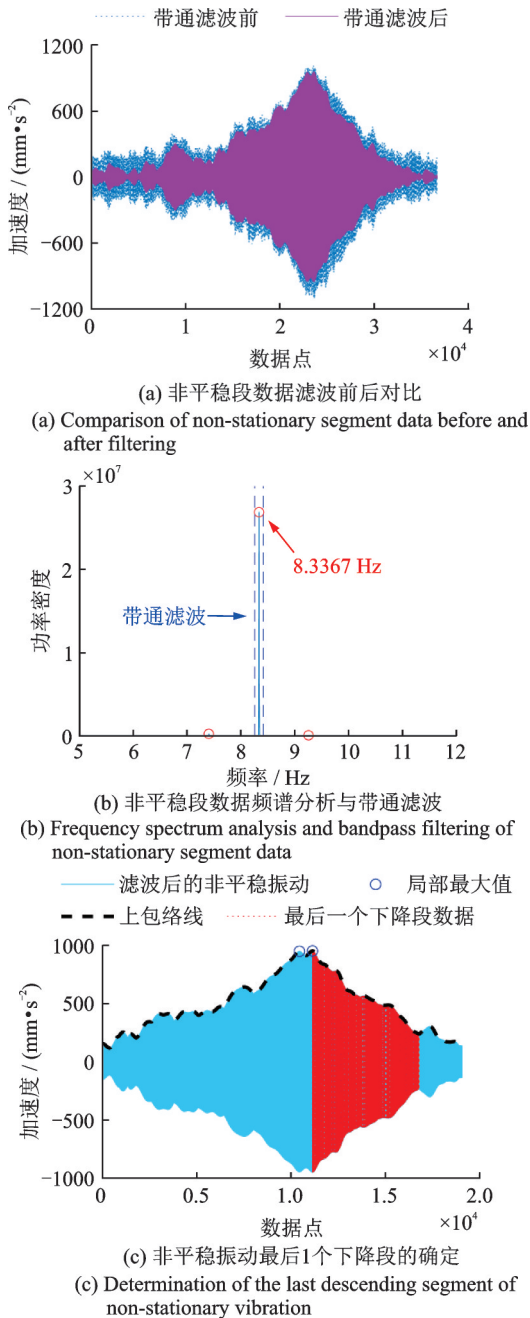 带通滤波前 带通滤波后
1200
600
0
−600
−1200
加速度 / (mm•s⁻²)
0 1 2 3 4
×10⁴
数据点
(a) 非平稳段数据滤波前后对比
(a) Comparison of non-stationary segment data before and
after filtering
×10⁷
3
2
1
0
功率密度
8.3367 Hz
带通滤波
5 6 7 8 9 10 11 12
频率 / Hz
(b) 非平稳段数据频谱分析与带通滤波
(b) Frequency spectrum analysis and bandpass filtering of
non-stationary segment data
滤波后的非平稳振动 局部最大值
上包络线 最后一个下降段数据
1000
500
0
−500
−1000
加速度 / (mm•s⁻²)
0 0.5 1.0 1.5 2.0
×10⁴
数据点
(c) 非平稳振动最后1个下降段的确定
(c) Determination of the last descending segment of
non-stationary vibration